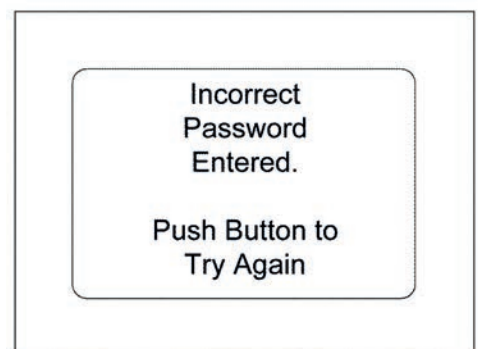 Incorrect
Password
Entered.
Push Button to
Try Again